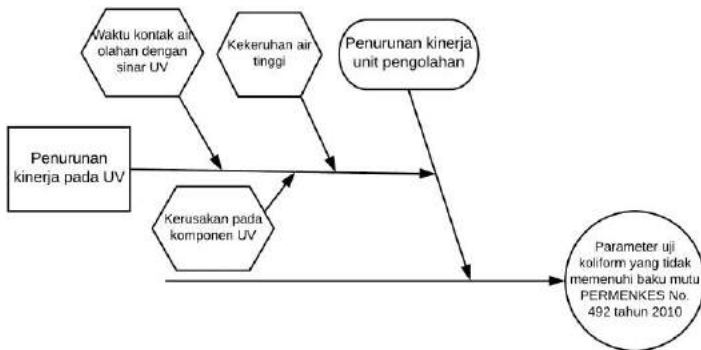 Waktu kontak air
olahan dengan
sinar UV
Kekeruhan air
tinggi
Penurunan kinerja
unit pengolahan
Penurunan
kinerja pada UV
Kerusakan pada
komponen UV
Parameter uji
koliform yang tidak
memenuhi baku mutu
PERMENKES No.
492 tahun 2010